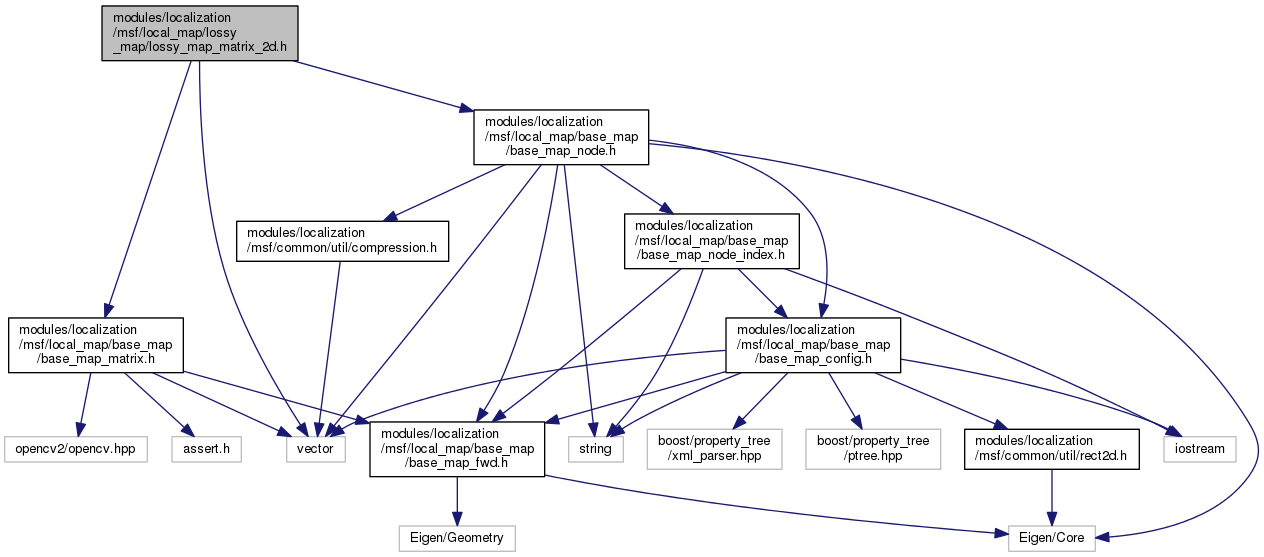 modules/localization
/msf/local_map/lossy
_map/lossy_map_matrix_2d.h
modules/localization
/msf/local_map/base_map
/base_map_node.h
modules/localization
/msf/common/util/compression.h
modules/localization
/msf/local_map/base_map
/base_map_node_index.h
modules/localization
/msf/local_map/base_map
/base_map_matrix.h
modules/localization
/msf/local_map/base_map
/base_map_config.h
opencv2/opencv.hpp
assert.h
vector
modules/localization
/msf/local_map/base_map
/base_map_fwd.h
string
boost/property_tree
/xml_parser.hpp
boost/property_tree
/ptree.hpp
modules/localization
/msf/common/util/rect2d.h
iostream
Eigen/Geometry
Eigen/Core